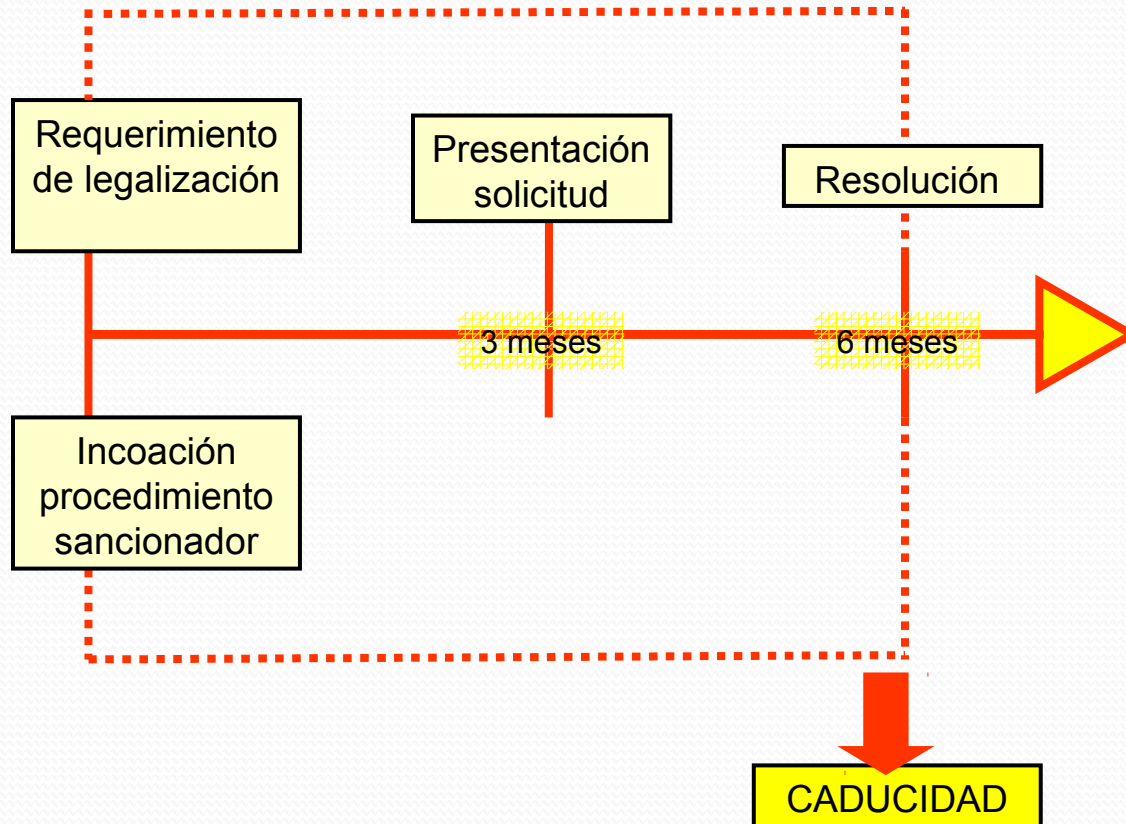 Requerimiento
de legalización
Presentación
solicitud
Resolución
3 meses
6 meses
Incoación
procedimiento
sancionador
CADUCIDAD